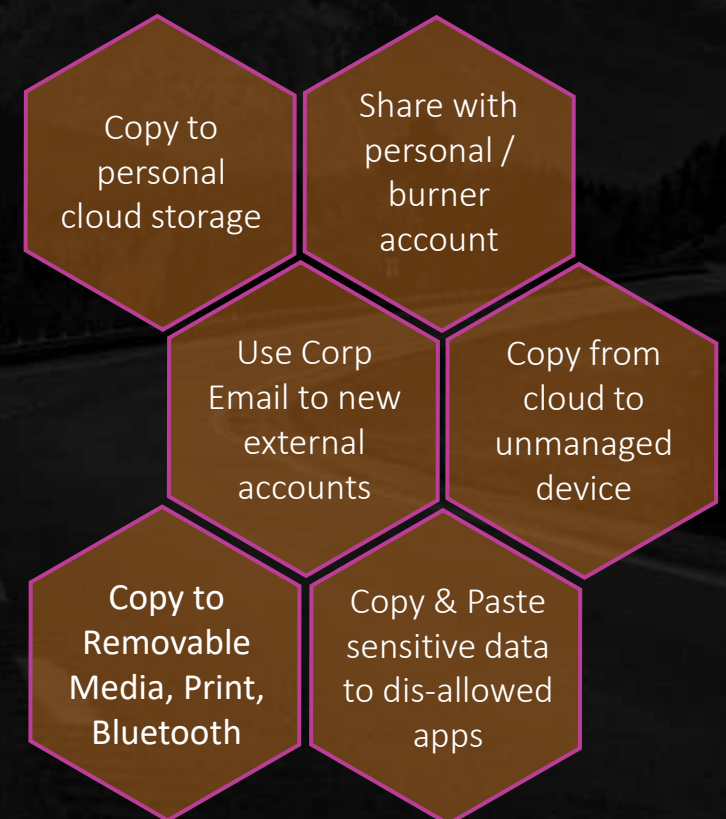 Copy to
personal
cloud storage
Share with
personal /
burner
account
Use Corp
Email to new
external
accounts
Copy from
cloud to
unmanaged
device
Copy to
Removable
Media, Print,
Bluetooth
Copy & Paste
sensitive data
to dis-allowed
apps